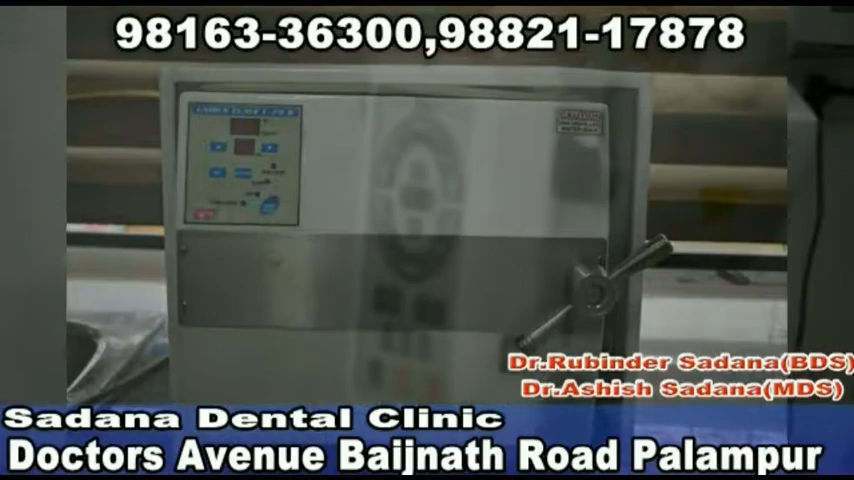 98163-36300,98821-17878
CAUTION
Dr.Rubinder Sadana(BDS)
Dr.Ashish Sadana(MDS)
Sadana Dental Clinic
Doctors Avenue Baijnath Road Palampur